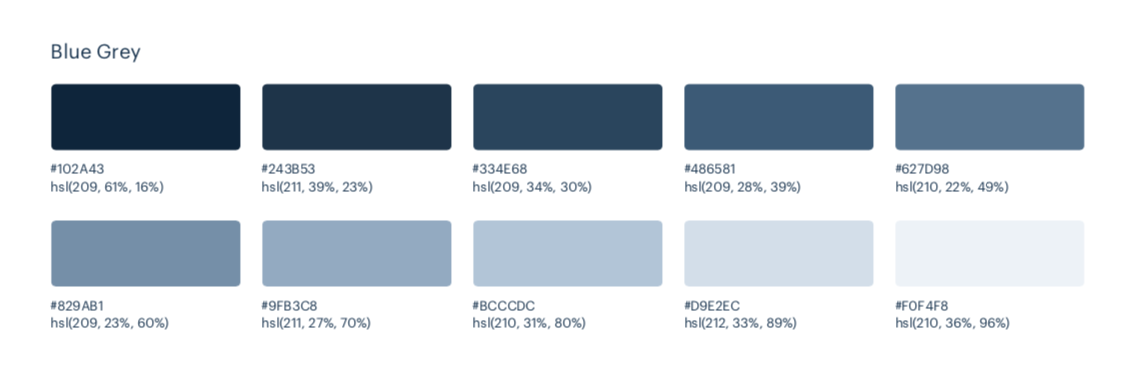 Blue Grey
#102A43
hsl(209, 61%, 16%)
#243B53
hsl(211, 39%, 23%)
#334E68
hsl(209, 34%, 30%)
#486581
hsl(209, 28%, 39%)
#627D98
hsl(210, 22%, 49%)
#829AB1
hsl(209, 23%, 60%)
#9FB3C8
hsl(211, 27%, 70%)
#BCCCDC
hsl(210, 31%, 80%)
#D9E2EC
hsl(212, 33%, 89%)
#F0F4F8
hsl(210, 36%, 96%)